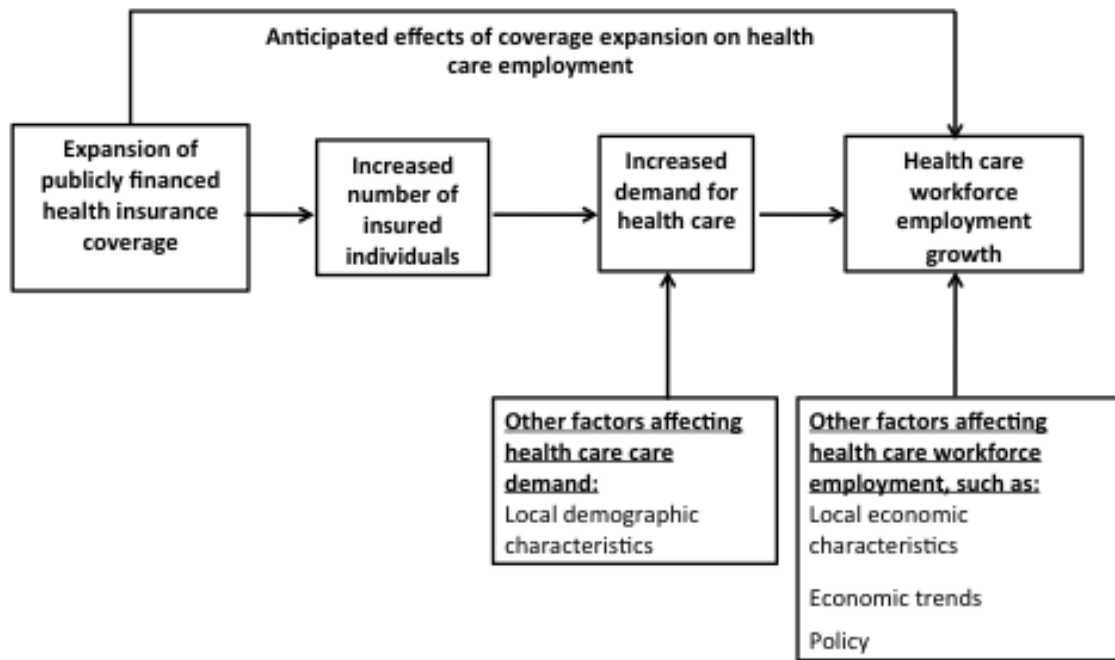 Anticipated effects of coverage expansion on health
care employment
Expansion of
publicly financed
health insurance
coverage
Increased
number of
insured
individuals
Increased
demand for
health care
Health care
workforce
employment
growth
Other factors affecting
health care care
demand:
Local demographic
characteristics
Other factors affecting
health care workforce
employment, such as:
Local economic
characteristics
Economic trends
Policy